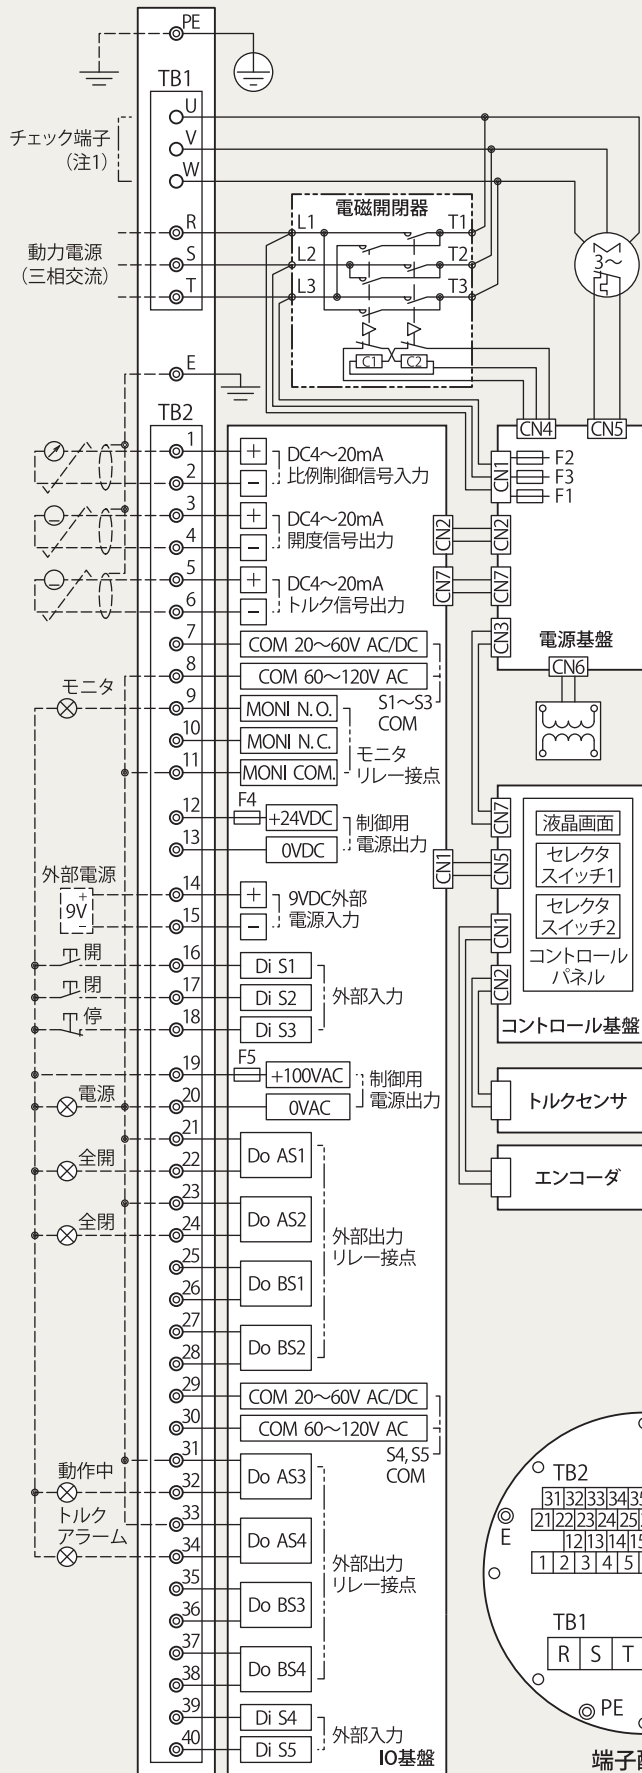 PE
TB1
U
V
W
チェック端子
(注1)
R
S
T
動力電源
(三相交流)
電磁開閉器
L1
L2
L3
T1
T2
T3
C1
C2
3～
E
TB2
CN4
CN5
CN1
F2
F3
F1
CN2
CN7
CN3
CN2
CN7
電源基盤
CN6
1
2
3
4
5
6
7
8
9
10
11
12
13
14
15
16
17
18
19
20
21
22
23
24
25
26
27
28
29
30
31
32
33
34
35
36
37
38
39
40
+
−
DC4～20mA
比例制御信号入力
+
−
DC4～20mA
開度信号出力
+
−
DC4～20mA
トルク信号出力
COM 20～60V AC/DC
COM 60～120V AC
S1～S3
COM
モニタ
MONI N.O.
MONI N.C.
MONI COM.
モニタ
リレー接点
F4
+24VDC
0VDC
制御用
電源出力
CN1
外部電源
+
9V
−
+
−
9VDC外部
電源入力
開
閉
停
Di S1
Di S2
Di S3
外部入力
F5
+100VAC
0VAC
制御用
電源出力
電源
全開
全閉
Do AS1
Do AS2
Do BS1
Do BS2
外部出力
リレー接点
COM 20～60V AC/DC
COM 60～120V AC
S4, S5
COM
動作中
トルク
アラーム
Do AS3
Do AS4
Do BS3
Do BS4
外部出力
リレー接点
Di S4
Di S5
外部入力
IO基盤
CN7
CN5
CN1
CN2
液晶画面
セレクタ
スイッチ1
セレクタ
スイッチ2
コントロール
パネル
コントロール基盤
トルクセンサ
エンコーダ
TB2
31 32 33 34 35
21 22 23 24 25
12 13 14 15
1 2 3 4 5
E
TB1
R S T
PE
端子